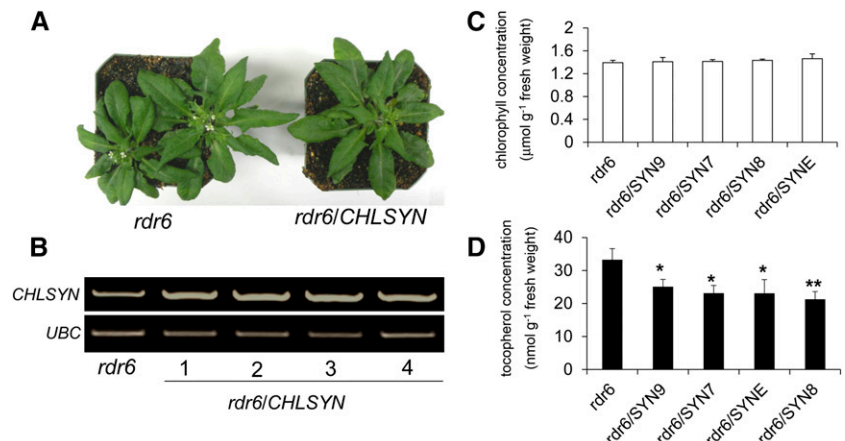 A
rdr6
rdr6/CHLSYN
B
CHLSYN
UBC
rdr6
1 2 3 4
rdr6/CHLSYN
C
chlorophyll concentration
(µmol g-1 fresh weight)
2
1.6
1.2
0.8
0.4
0
rdr6
rdr6/SYN9
rdr6/SYN7
rdr6/SYN8
rdr6/SYNE
D
tocopherol concentration
(nmol g-1 fresh weight)
40
30
20
10
0
* * * **
rdr6
rdr6/SYN9
rdr6/SYN7
rdr6/SYNE
rdr6/SYN8